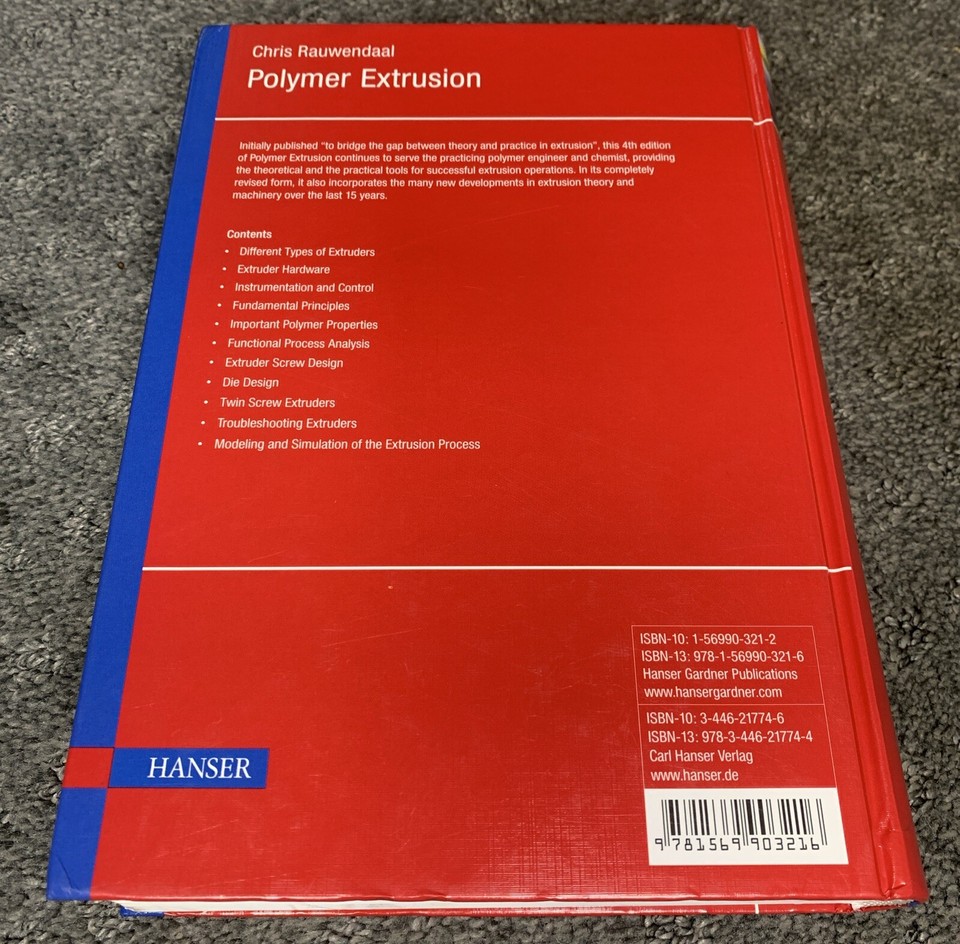 Chris Rauwendaal
Polymer Extrusion
Initially published "to bridge the gap between theory and practice in extrusion", this 4th edition
of Polymer Extrusion continues to serve the practicing polymer engineer and chemist, providing
the theoretical and the practical tools for successful extrusion operations. In its completely
revised form, it also incorporates the many new developments in extrusion theory and
machinery over the last 15 years.
Contents
• Different Types of Extruders
• Extruder Hardware
• Instrumentation and Control
• Fundamental Principles
• Important Polymer Properties
• Functional Process Analysis
• Extruder Screw Design
• Die Design
• Twin Screw Extruders
• Troubleshooting Extruders
• Modeling and Simulation of the Extrusion Process
ISBN-10: 1-56990-321-2
ISBN-13: 978-1-56990-321-6
Hanser Gardner Publications
www.hansergardner.com
ISBN-10: 3-446-21774-6
ISBN-13: 978-3-446-21774-4
Carl Hanser Verlag
www.hanser.de
HANSER
9 781569 903216